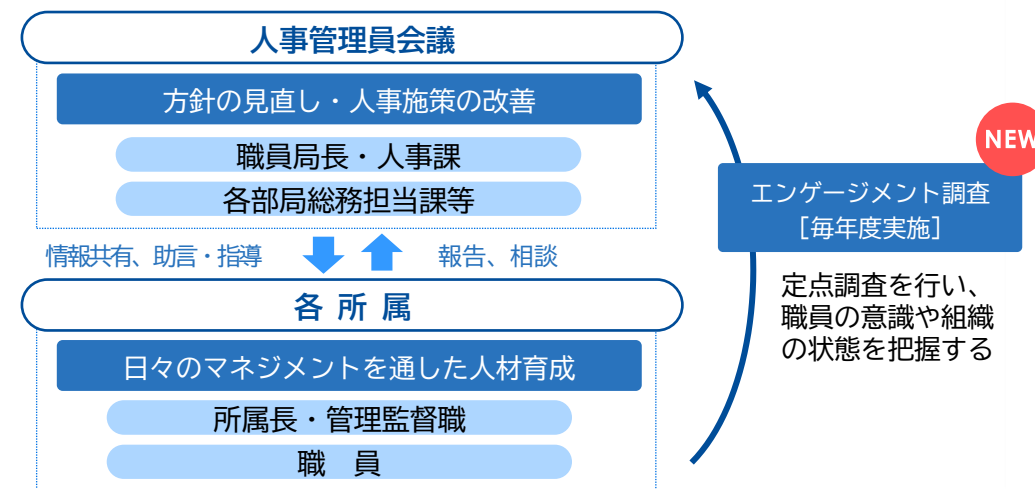 人事管理員会議
方針の見直し・人事施策の改善
職員局長・人事課
各部局総務担当課等
情報共有、助言・指導
報告、相談
各 所 属
日々のマネジメントを通した人材育成
所属長・管理監督職
職　員
NEW
エンゲージメント調査
［毎年度実施］
定点調査を行い、
職員の意識や組織
の状態を把握する